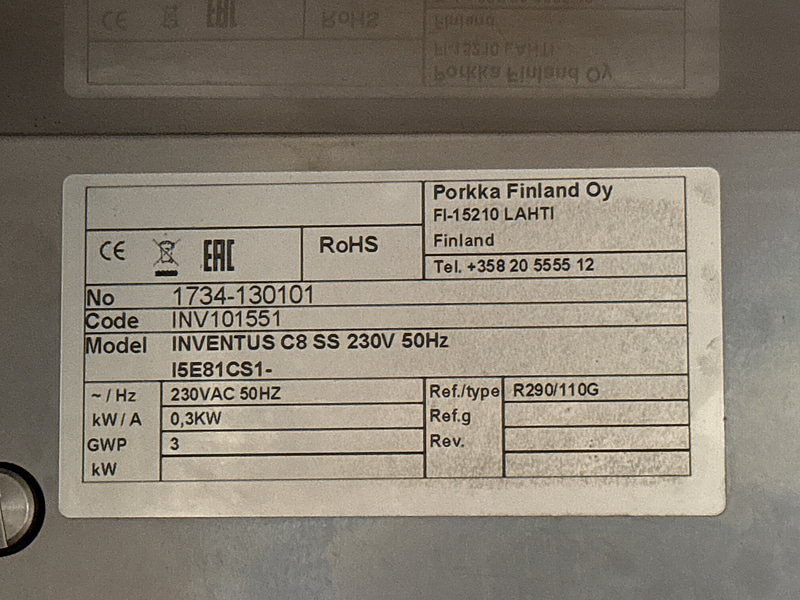 Porkka Finland Oy
FI-15210 LAHTI
Finland
Tel. +358 20 5555 12
CE EAC RoHS
No 1734-130101
Code INV101551
Model INVENTUS C8 SS 230V 50Hz
I5E81CS1-
~ / Hz 230VAC 50HZ Ref./type R290/110G
kW / A 0,3KW Ref.g
GWP 3 Rev.
kW